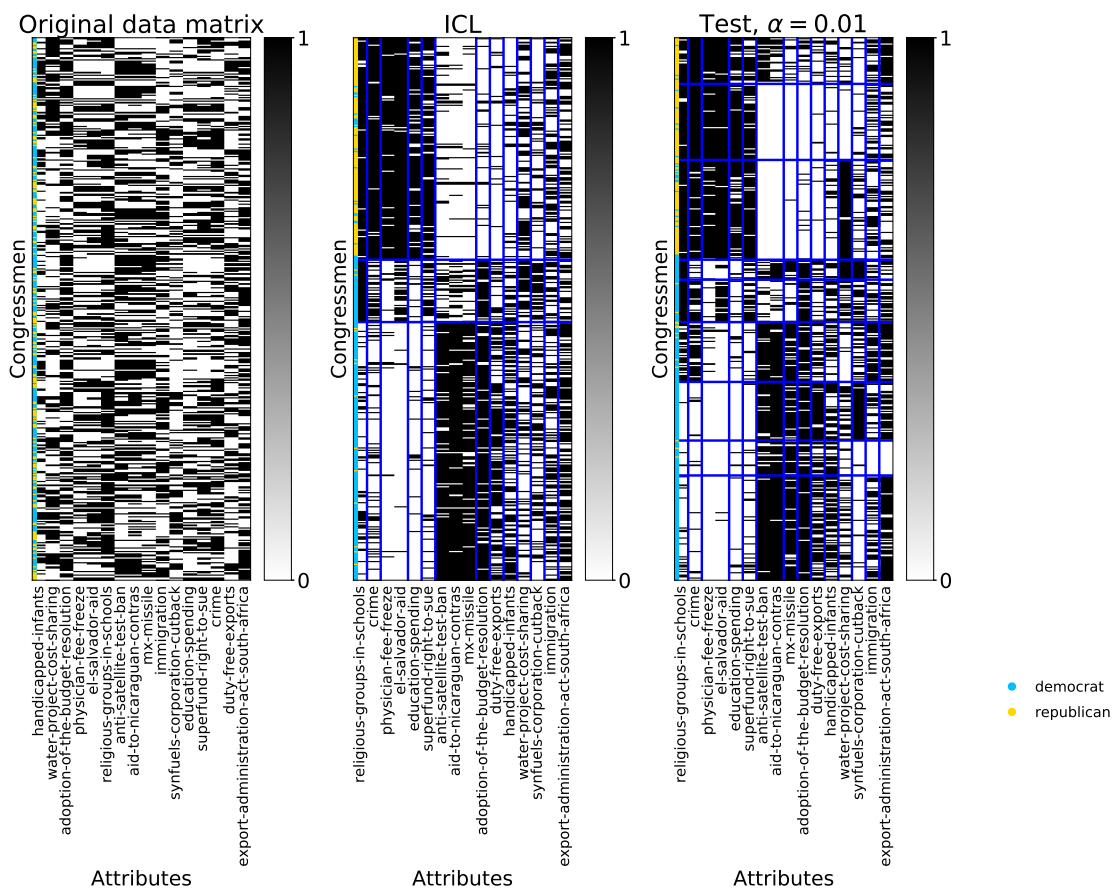 Original data matrix
ICL
Test, α = 0.01
Congressmen
1
0
handicapped-infants
water-project-cost-sharing
adoption-of-the-budget-resolution
physician-fee-freeze
el-salvador-aid
religious-groups-in-schools
anti-satellite-test-ban
aid-to-nicaraguan-contras
mx-missile
immigration
synfuels-corporation-cutback
education-spending
superfund-right-to-sue
crime
duty-free-exports
export-administration-act-south-africa
Attributes
Congressmen
1
0
religious-groups-in-schools
crime
physician-fee-freeze
el-salvador-aid
education-spending
superfund-right-to-sue
anti-satellite-test-ban
aid-to-nicaraguan-contras
mx-missile
adoption-of-the-budget-resolution
duty-free-exports
handicapped-infants
water-project-cost-sharing
synfuels-corporation-cutback
immigration
export-administration-act-south-africa
Attributes
Congressmen
1
0
religious-groups-in-schools
crime
physician-fee-freeze
el-salvador-aid
education-spending
superfund-right-to-sue
anti-satellite-test-ban
aid-to-nicaraguan-contras
mx-missile
adoption-of-the-budget-resolution
duty-free-exports
handicapped-infants
water-project-cost-sharing
synfuels-corporation-cutback
immigration
export-administration-act-south-africa
Attributes
democrat
republican